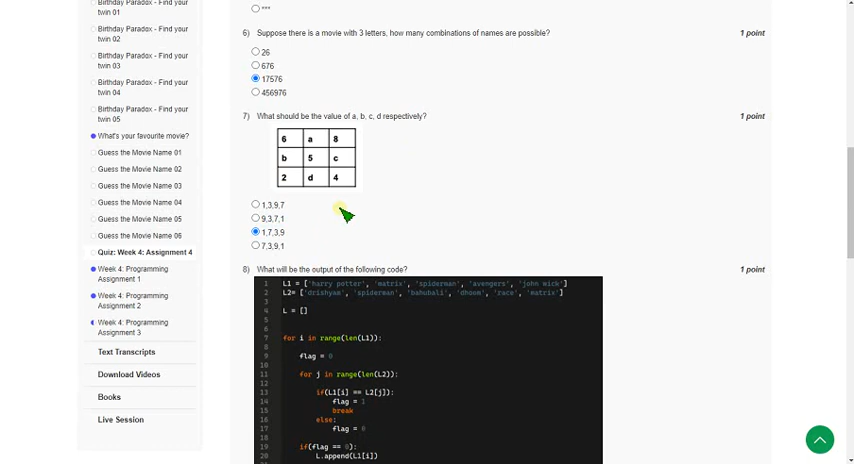 Birthday Paradox - Find your
twin 01
Birthday Paradox - Find your
twin 02
Birthday Paradox - Find your
twin 03
Birthday Paradox - Find your
twin 04
Birthday Paradox - Find your
twin 05
What's your favourite movie?
Guess the Movie Name 01
Guess the Movie Name 02
Guess the Movie Name 03
Guess the Movie Name 04
Guess the Movie Name 05
Guess the Movie Name 06
Quiz: Week 4: Assignment 4
Week 4: Programming
Assignment 1
Week 4: Programming
Assignment 2
Week 4: Programming
Assignment 3
Text Transcripts
Download Videos
Books
Live Session
***
6) Suppose there is a movie with 3 letters, how many combinations of names are possible? 1 point
26
676
17576
456976
7) What should be the value of a, b, c, d respectively? 1 point
6 a 8
b 5 c
2 d 4
1,3,9,7
9,3,7,1
1,7,3,9
7,3,9,1
8) What will be the output of the following code? 1 point
1 L1 = ['harry potter', 'matrix', 'spiderman', 'avengers', 'john wick']
2 L2= ['drishyam', 'spiderman', 'bahubali', 'dhoom', 'race', 'matrix']
3
4 L = []
5
6
7 for i in range(len(L1)):
8
9 flag = 0
10
11 for j in range(len(L2)):
12
13 if(L1[i] == L2[j]):
14 flag = 1
15 break
16 else:
17 flag = 0
18
19 if(flag == 0):
20 L.append(L1[i])